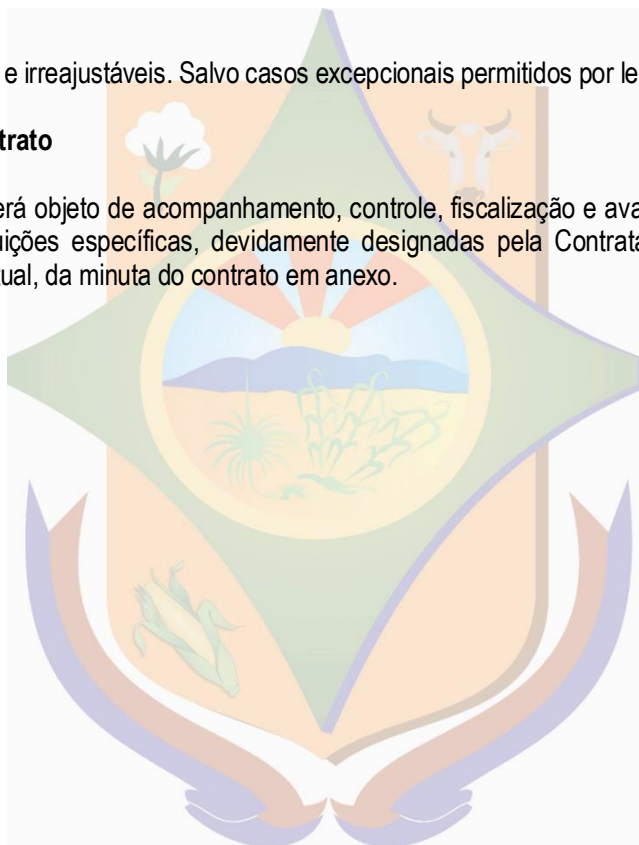 e irreajustáveis. Salvo casos excepcionais permitidos por le
trato
erá objeto de acompanhamento, controle, fiscalização e ava
uições específicas, devidamente designadas pela Contrata
tual, da minuta do contrato em anexo.